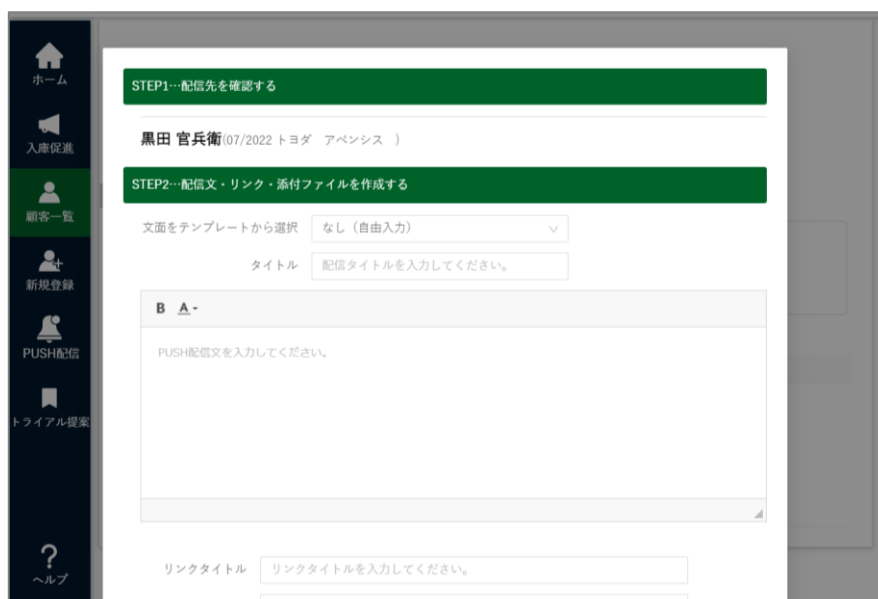 ホーム
入庫促進
顧客一覧
新規登録
PUSH配信
トライアル提案
ヘルプ
STEP1…配信先を確認する
黒田 官兵衛(07/2022 トヨタ アベンシス )
STEP2…配信文・リンク・添付ファイルを作成する
文面をテンプレートから選択 なし（自由入力）
タイトル 配信タイトルを入力してください。
B A
PUSH配信文を入力してください。
リンクタイトル リンクタイトルを入力してください。